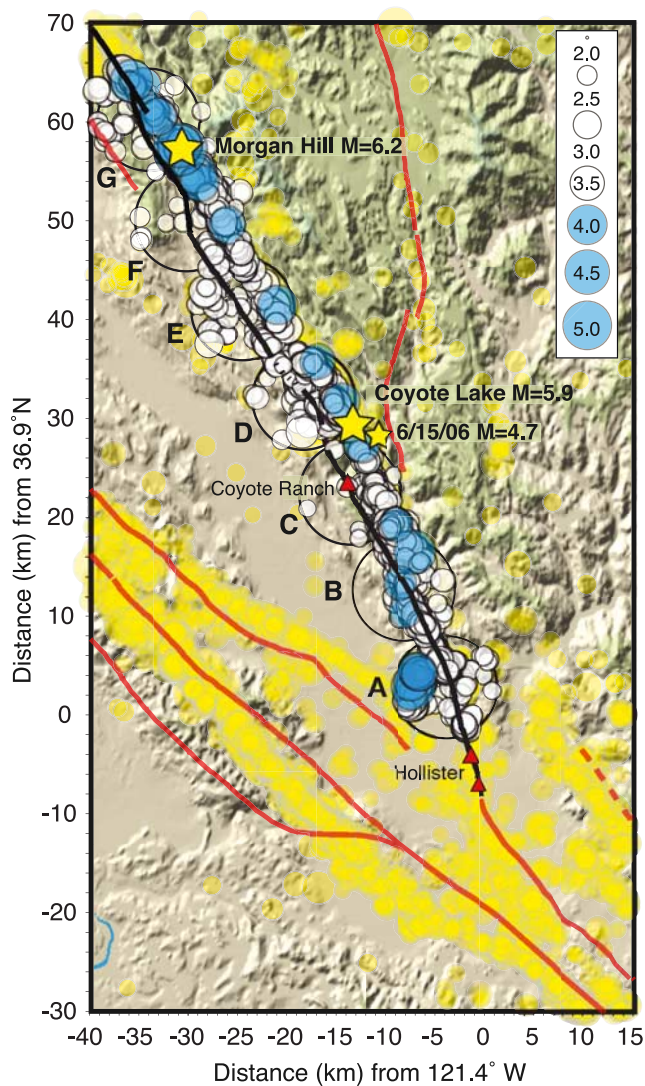 70
60
50
40
30
20
10
0
-10
-20
-30
Distance (km) from 36.9˚N
2.0
2.5
3.0
3.5
4.0
4.5
5.0
Morgan Hill M=6.2
G
F
E
Coyote Lake M=5.9
D
6/15/06 M=4.7
Coyote Ranch
C
B
A
Hollister
-40 -35 -30 -25 -20 -15 -10 -5 0 5 10 15
Distance (km) from 121.4˚ W